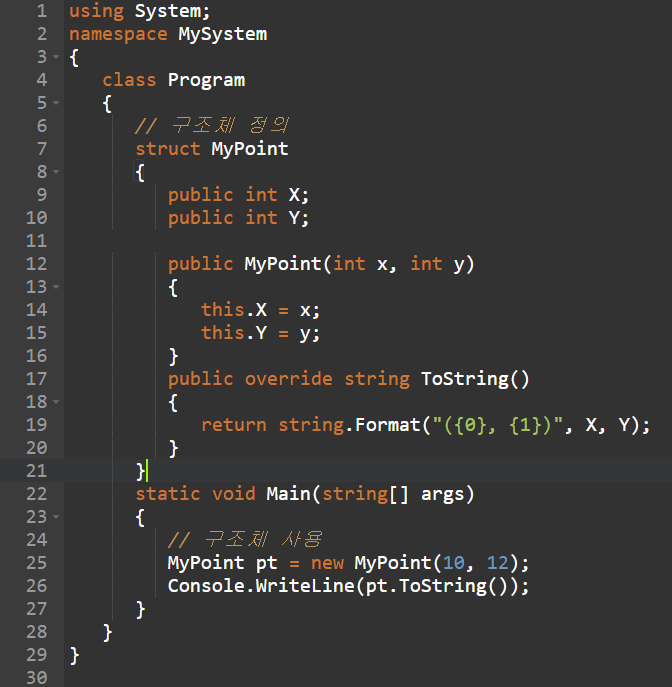 1 using System;
2 namespace MySystem
3 {
4 class Program
5 {
6 // 구조체 정의
7 struct MyPoint
8 {
9 public int X;
10 public int Y;
11
12 public MyPoint(int x, int y)
13 {
14 this.X = x;
15 this.Y = y;
16 }
17 public override string ToString()
18 {
19 return string.Format("({0}, {1})", X, Y);
20 }
21 }
22 static void Main(string[] args)
23 {
24 // 구조체 사용
25 MyPoint pt = new MyPoint(10, 12);
26 Console.WriteLine(pt.ToString());
27 }
28 }
29 }
30